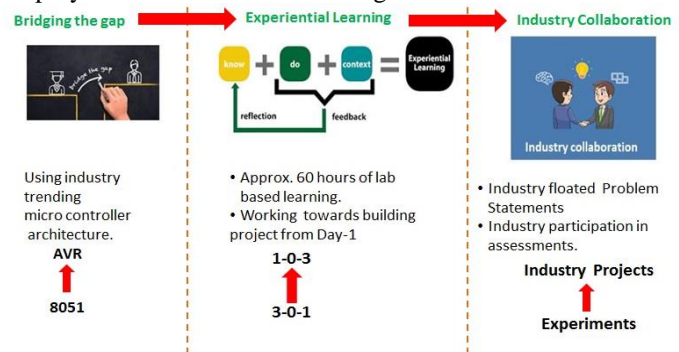 Bridging the gap
bridge the gap
Using industry
trending
micro controller
architecture.
AVR
8051
Experiential Learning
know + do + context = Experiential
Learning
reflection
feedback
• Approx. 60 hours of lab
based learning.
• Working towards building
project from Day-1
1-0-3
3-0-1
Industry Collaboration
Industry collaboration
• Industry floated Problem
Statements
• Industry participation in
assessments.
Industry Projects
Experiments